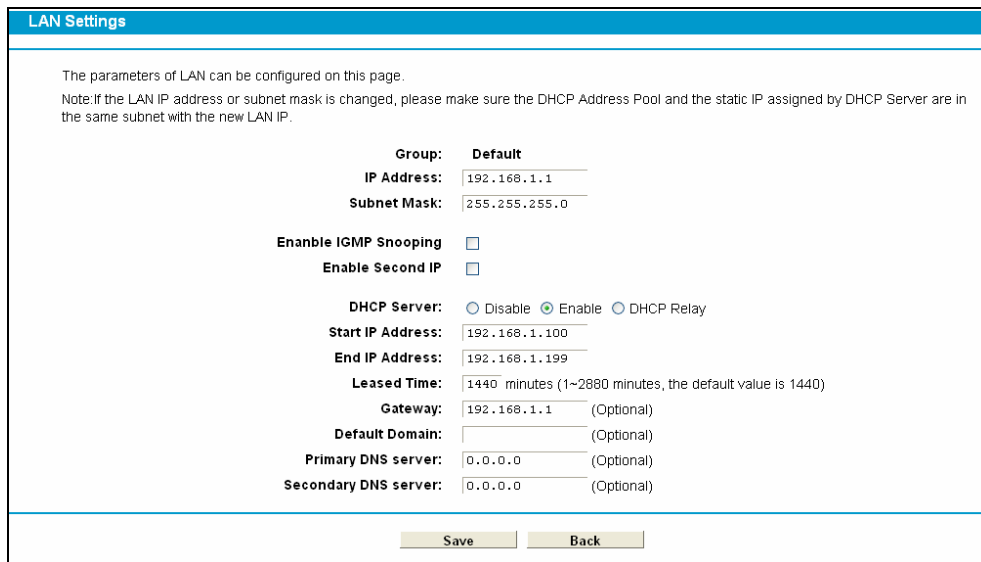 LAN Settings
The parameters of LAN can be configured on this page.
Note:If the LAN IP address or subnet mask is changed, please make sure the DHCP Address Pool and the static IP assigned by DHCP Server are in
the same subnet with the new LAN IP.
Group: Default
IP Address: 192.168.1.1
Subnet Mask: 255.255.255.0
Enanble IGMP Snooping
Enable Second IP
DHCP Server: Disable Enable DHCP Relay
Start IP Address: 192.168.1.100
End IP Address: 192.168.1.199
Leased Time: 1440 minutes (1~2880 minutes, the default value is 1440)
Gateway: 192.168.1.1 (Optional)
Default Domain: (Optional)
Primary DNS server: 0.0.0.0 (Optional)
Secondary DNS server: 0.0.0.0 (Optional)
Save Back